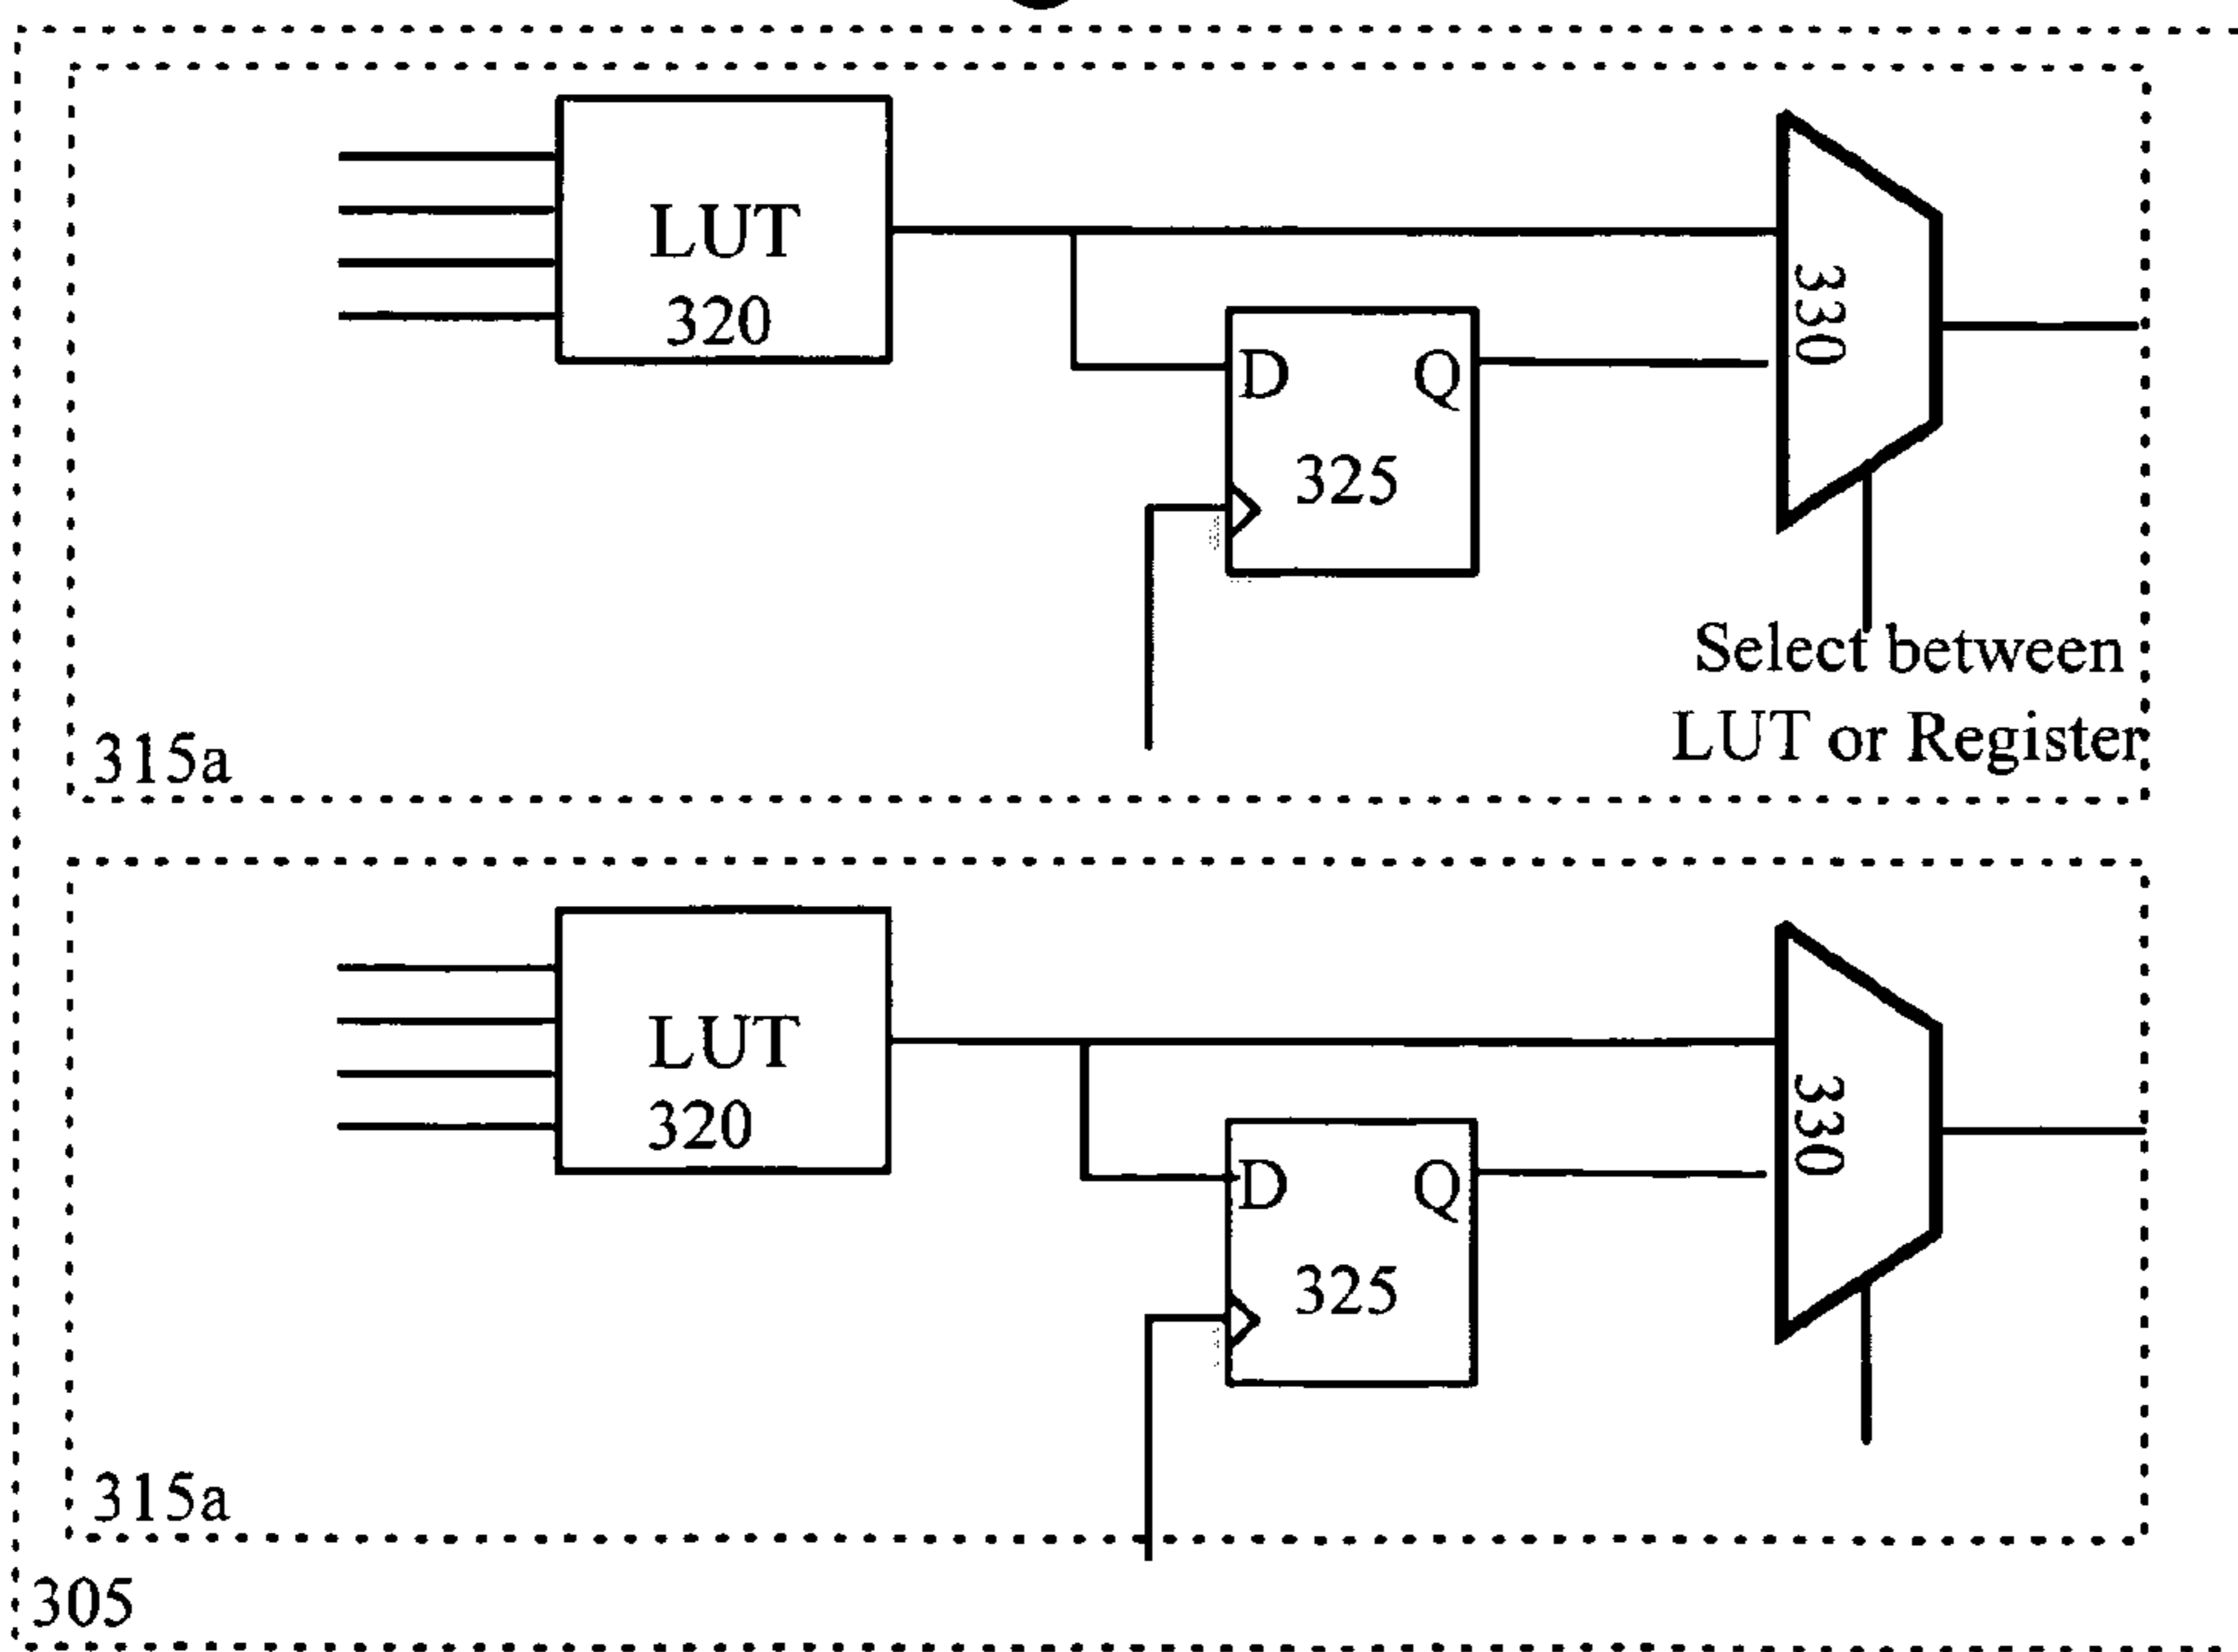 LUT
320
330
D Q
325
Select between
LUT or Register
315a
LUT
320
330
D Q
325
315a
305